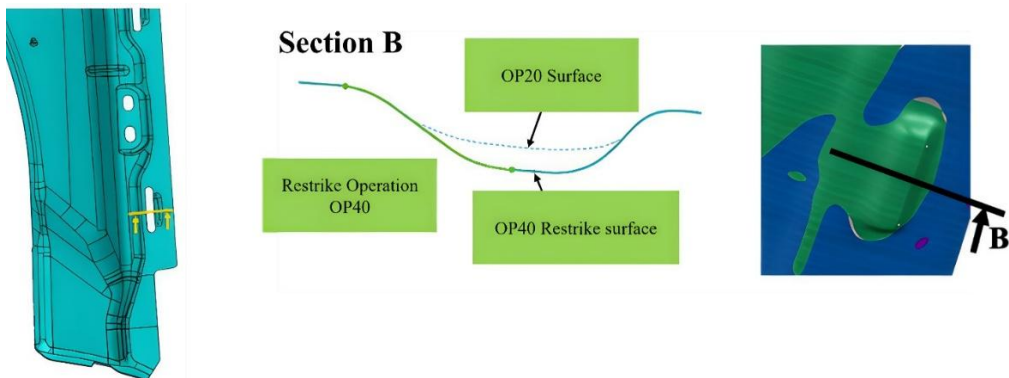 Section B
OP20 Surface
Restrike Operation
OP40
OP40 Restrike surface
B